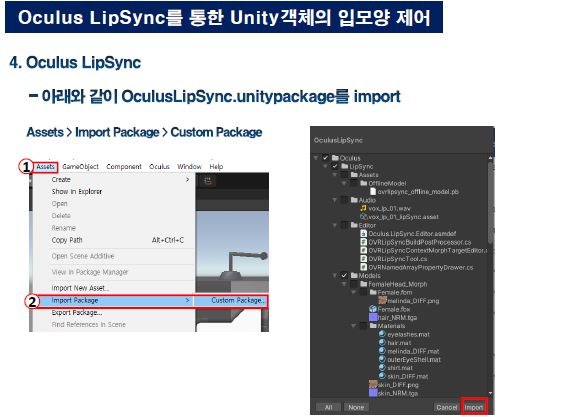 Oculus LipSync를 통한 Unity객체의 입모양 제어
4. Oculus LipSync
- 아래와 같이 OculusLipSync.unitypackage를 import
Assets > Import Package > Custom Package
1
Assets GameObject Component Oculus Window Help
Create >
Show in Explorer
Open
Delete
Rename
Copy Path Alt+Ctrl+C
Open Scene Additive
View in Package Manager
Import New Asset...
2
Import Package > Custom Package...
Export Package...
Find References In Scene
OculusLipSync
Oculus
LipSync
Assets
OfflineModel
ovrlipsync_offline_model.pb
Audio
vox_lp_01.wav
vox_lp_01_lipSync.asset
Editor
Oculus.LipSync.Editor.asmdef
OVRLipSyncBuildPostProcessor.cs
OVRLipSyncContextMorphTargetEditor.c
OVRLipSyncTool.cs
OVRNamedArrayPropertyDrawer.cs
Models
FemaleHead_Morph
Female.fbm
melinda_DIFF.png
Female.fbx
hair_NRM.tga
Materials
eyelashes.mat
hair.mat
melinda_DIFF.mat
outerEyeShell.mat
shirt.mat
skin_DIFF.mat
skin_DIFF.png
skin_NRM.tga
All None Cancel Import